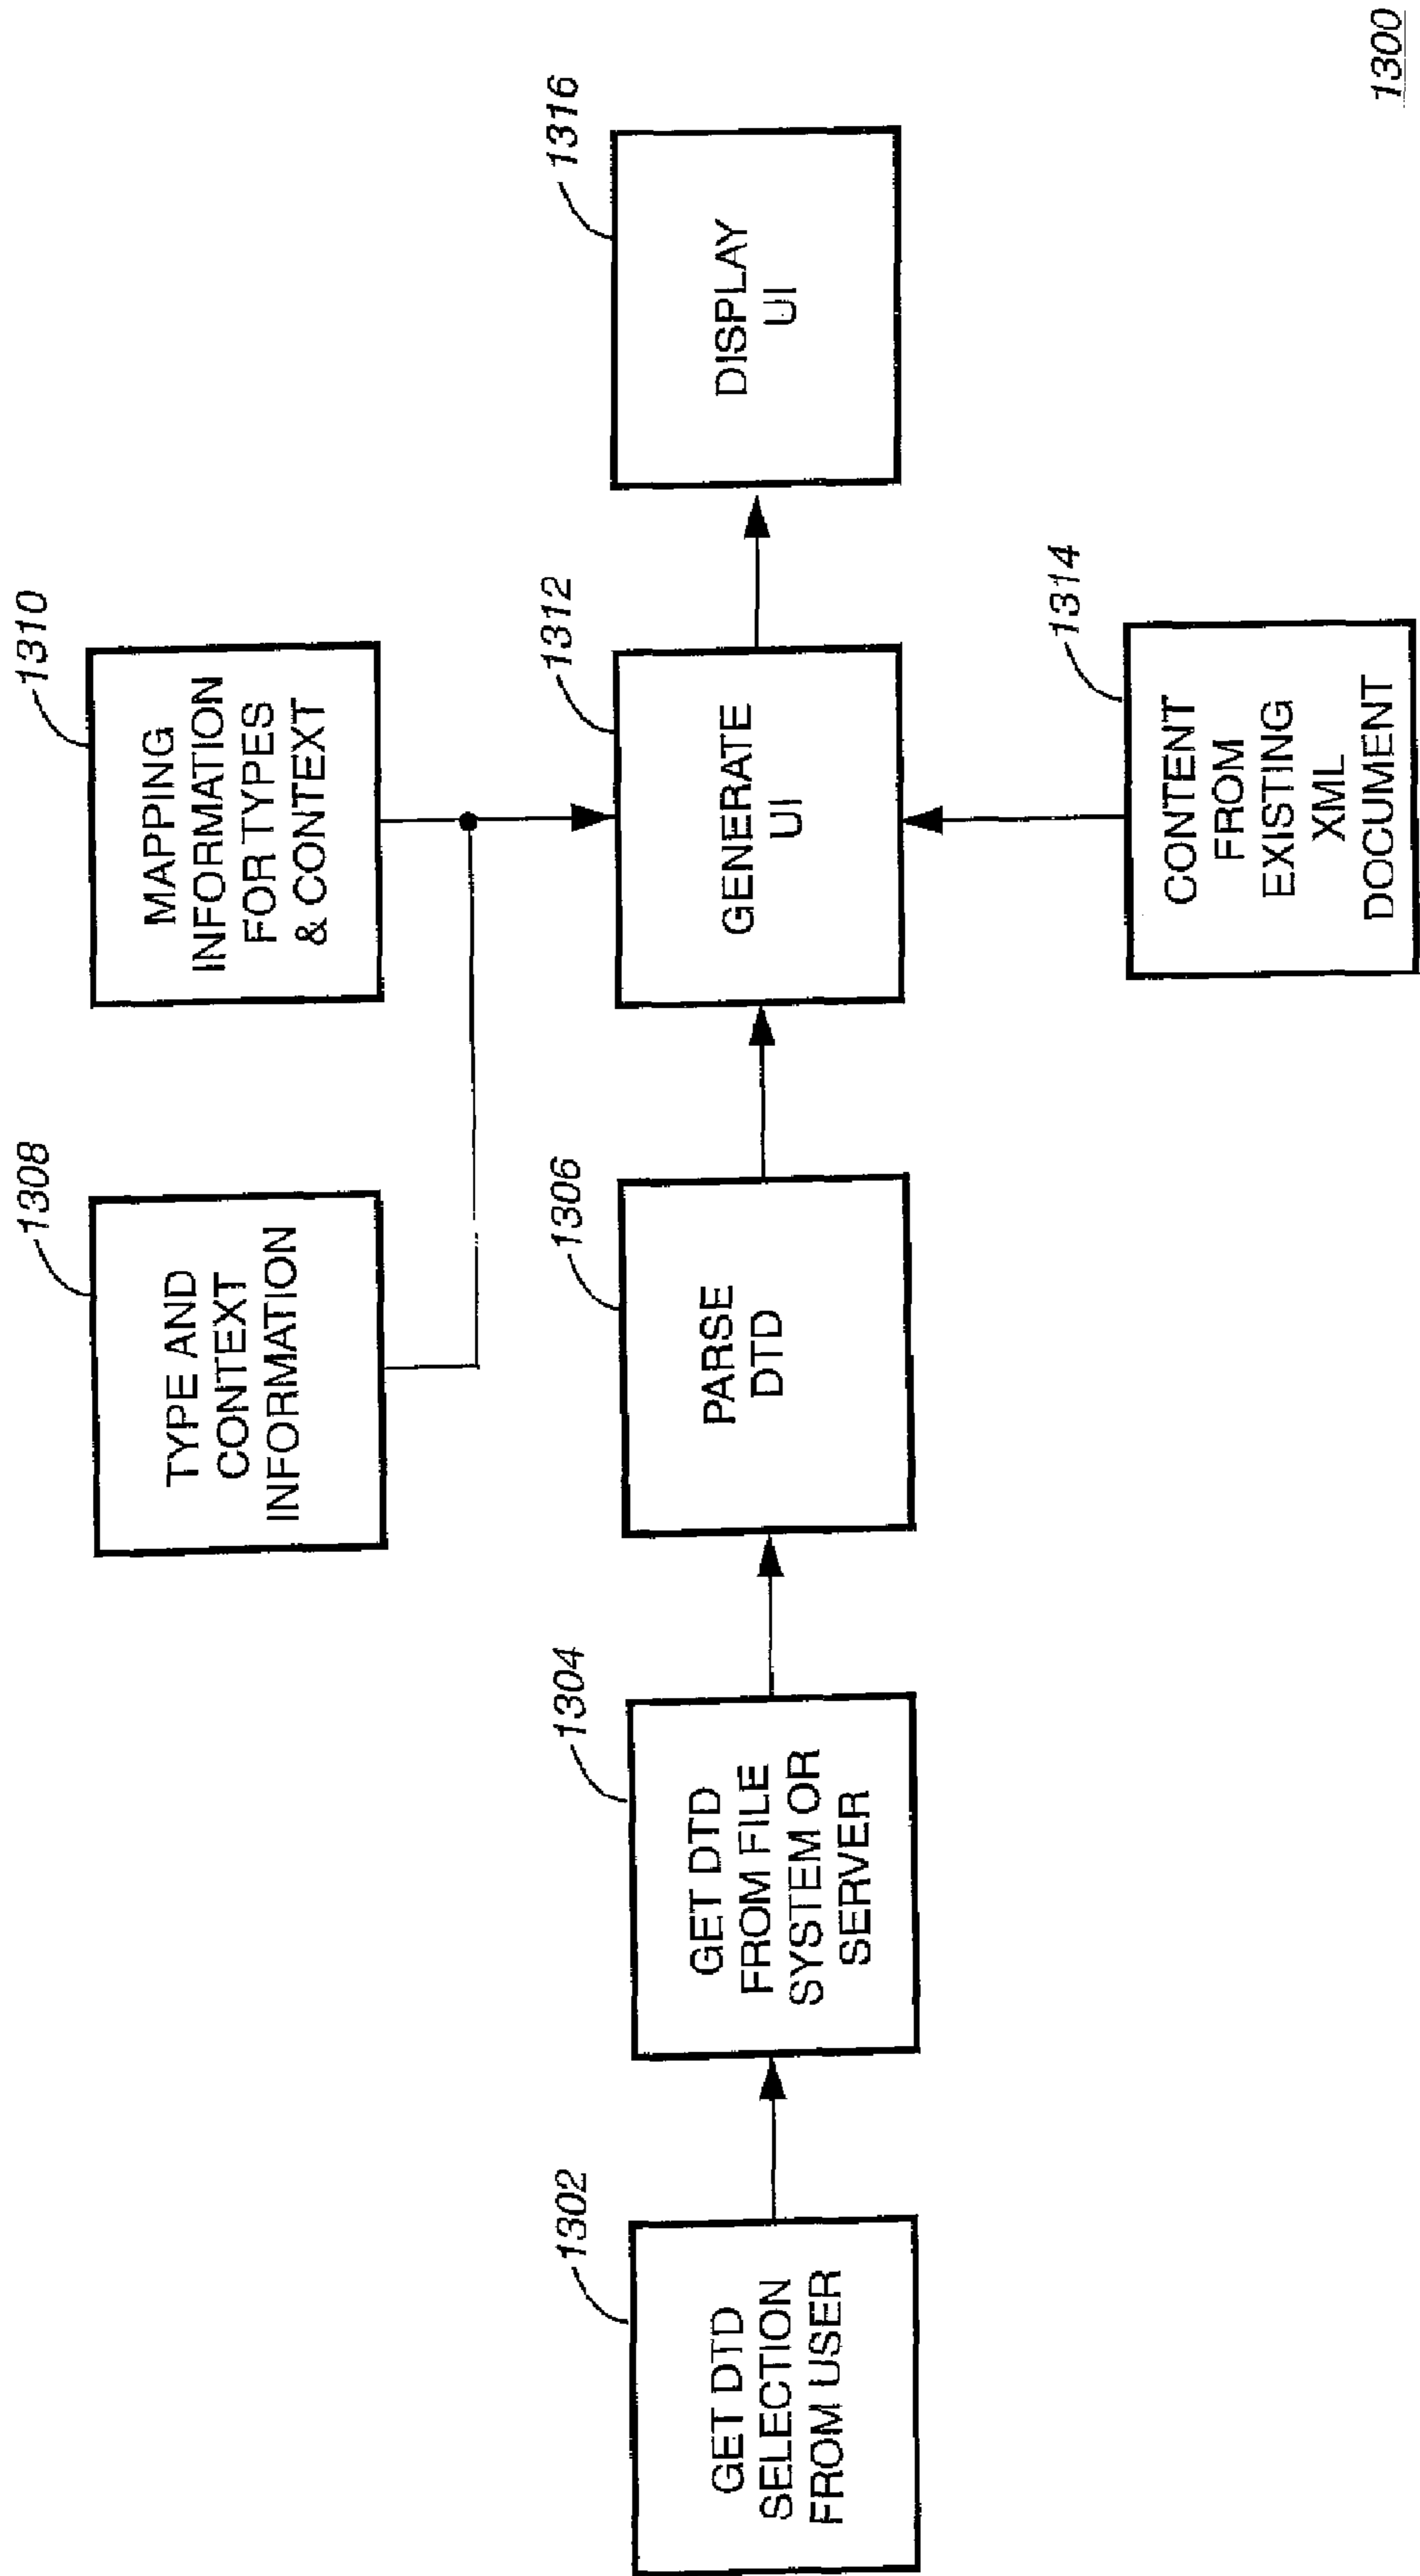 1308
TYPE AND
CONTEXT
INFORMATION
1310
MAPPING
INFORMATION
FOR TYPES
& CONTEXT
1302
GET DTD
SELECTION
FROM USER
1304
GET DTD
FROM FILE
SYSTEM OR
SERVER
1306
PARSE
DTD
1312
GENERATE
UI
1316
DISPLAY
UI
1314
CONTENT
FROM
EXISTING
XML
DOCUMENT
1300